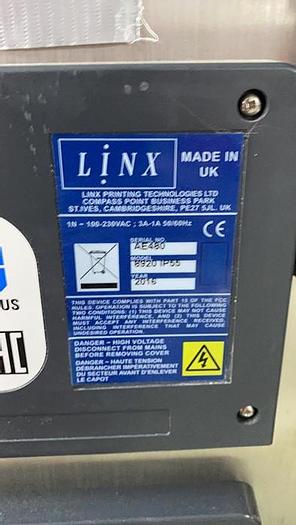 LINX
MADE IN
UK
LINX PRINTING TECHNOLOGIES LTD
COMPASS POINT BUSINESS PARK
ST.IVES, CAMBRIDGESHIRE, PE27 5JL. UK
1N ~ 100-230VAC ; 3A-1A 50/60Hz
CE
SERIAL NO.
AE480
MODEL
8920 IP55
YEAR
2016
US
THIS DEVICE COMPLIES WITH PART 15 OF THE FCC
RULES. OPERATION IS SUBJECT TO THE FOLLOWING
TWO CONDITIONS: (1) THIS DEVICE MAY NOT CAUSE
HARMFUL INTERFERENCE, AND (2) THIS DEVICE
MUST ACCEPT ANY INTERFERENCE RECEIVED
INCLUDING INTERFERENCE THAT MAY CAUSE
UNDESIRED OPERATION.
DANGER - HIGH VOLTAGE
DISCONNECT FROM MAINS
BEFORE REMOVING COVER
DANGER - HAUTE TENSION
DÉBRANCHER IMPÉRATIVEMENT
DU SECTEUR AVANT D'ENLEVER
LE CAPOT